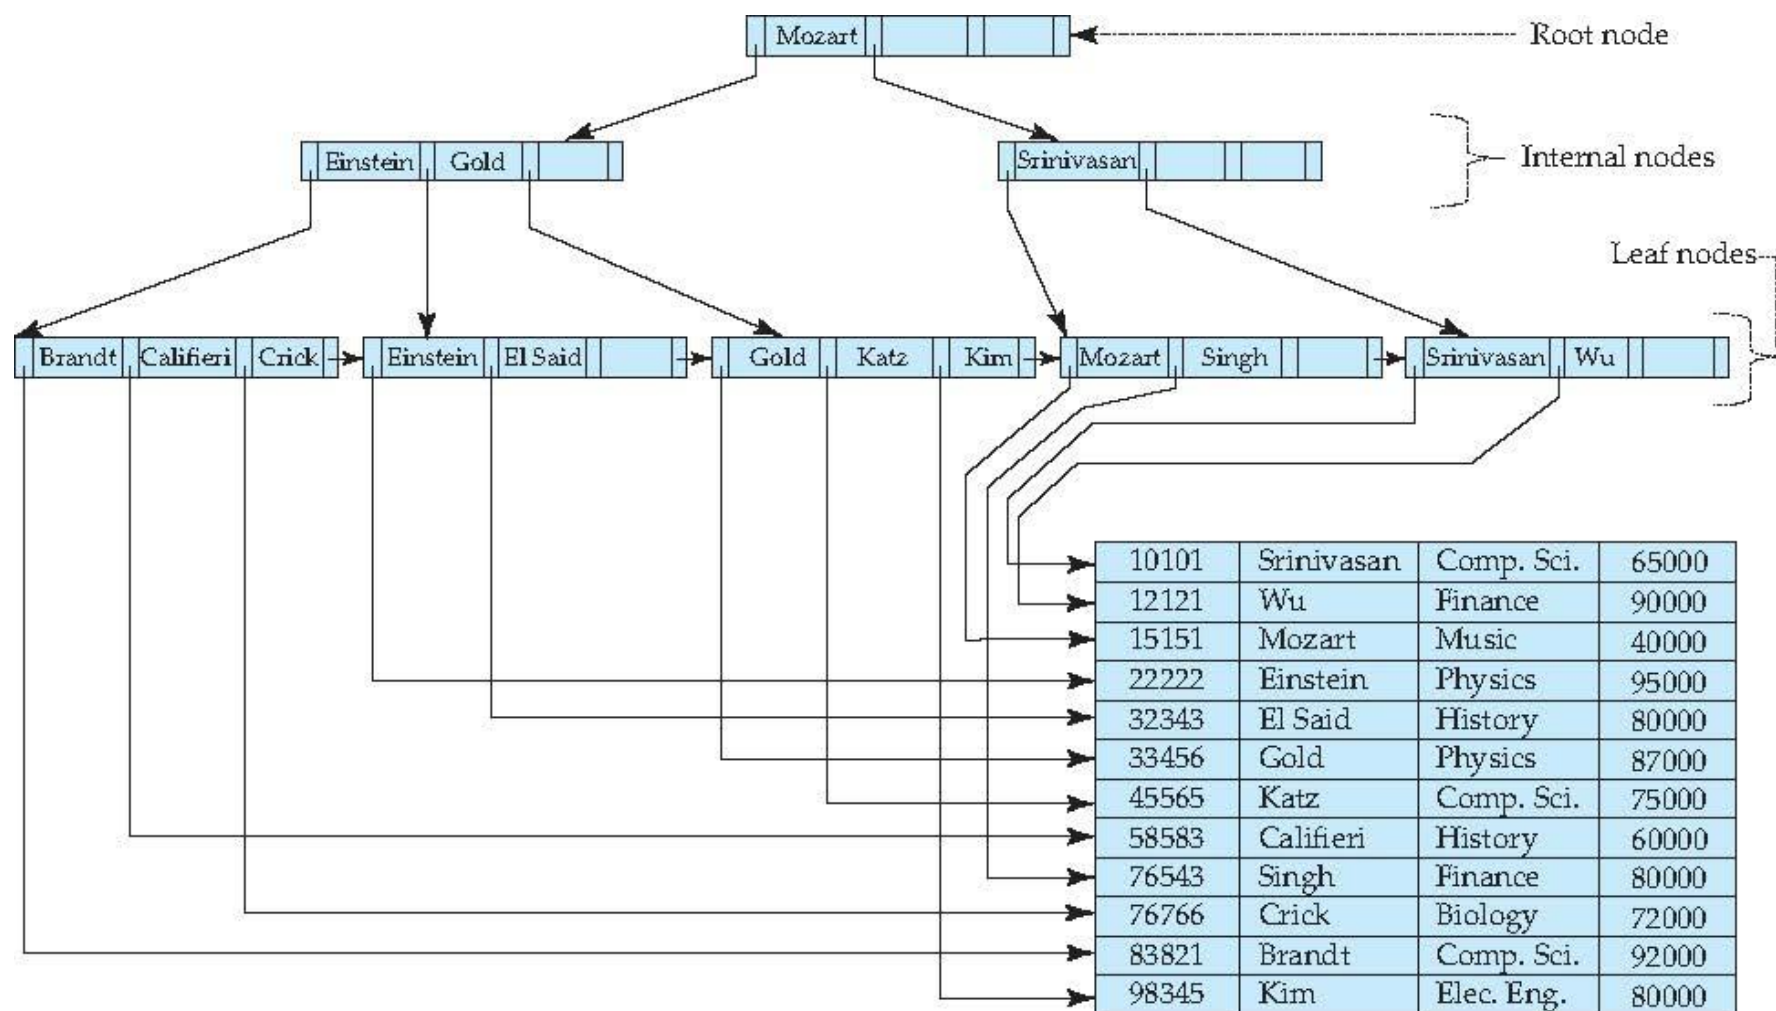 Mozart
Root node
Einstein Gold
Srinivasan
Internal nodes
Leaf nodes
Brandt Califieri Crick
Einstein El Said
Gold Katz Kim
Mozart Singh
Srinivasan Wu
10101 Srinivasan Comp. Sci. 65000
12121 Wu Finance 90000
15151 Mozart Music 40000
22222 Einstein Physics 95000
32343 El Said History 80000
33456 Gold Physics 87000
45565 Katz Comp. Sci. 75000
58583 Califieri History 60000
76543 Singh Finance 80000
76766 Crick Biology 72000
83821 Brandt Comp. Sci. 92000
98345 Kim Elec. Eng. 80000